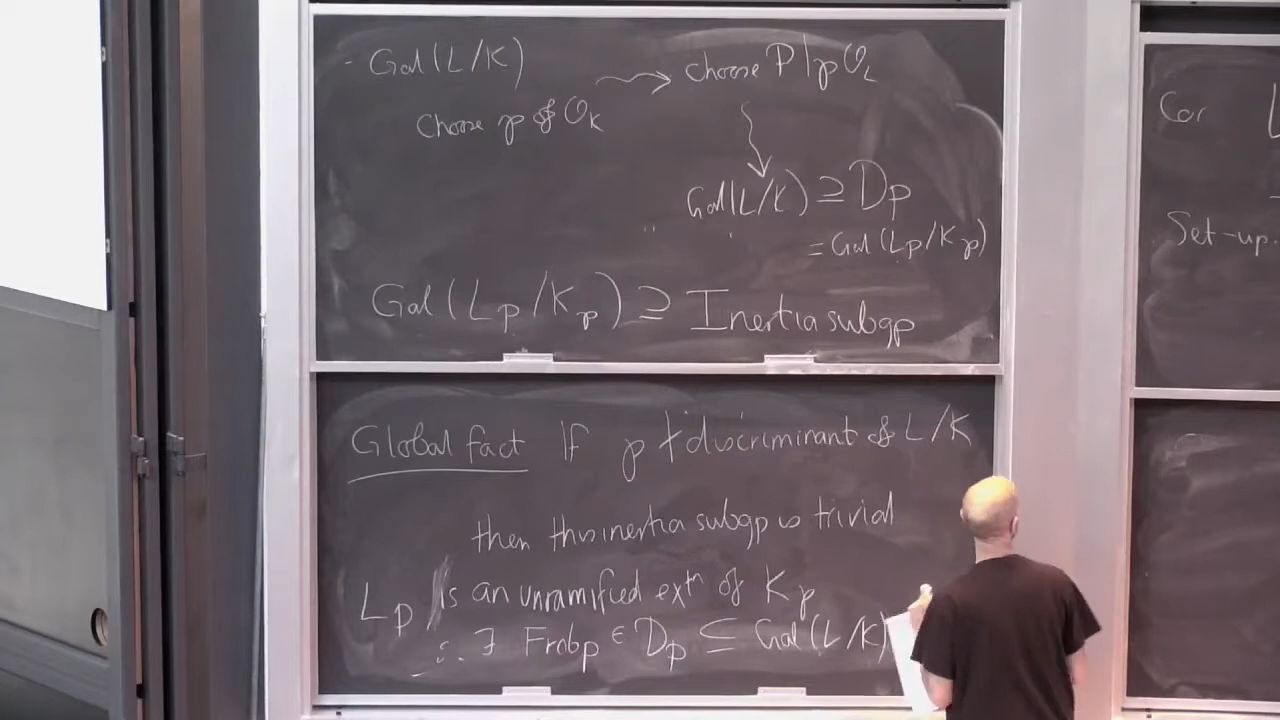 - Gal(L/K)
choose P | 𝔭 O_L
Choose 𝔭 of O_K
Gal(L/K) ⊇ D_P
= Gal(L_P/K_𝔭)
Gal(L_P/K_𝔭) ⊇ Inertia subgp
Global fact If 𝔭 ∤ discriminant of L/K
then this inertia subgp is trivial
L_P is an unramified extⁿ of K_𝔭
∴ ∃ Frob_P ∈ D_P ⊆ Gal(L/K)
Cor
Set-up.